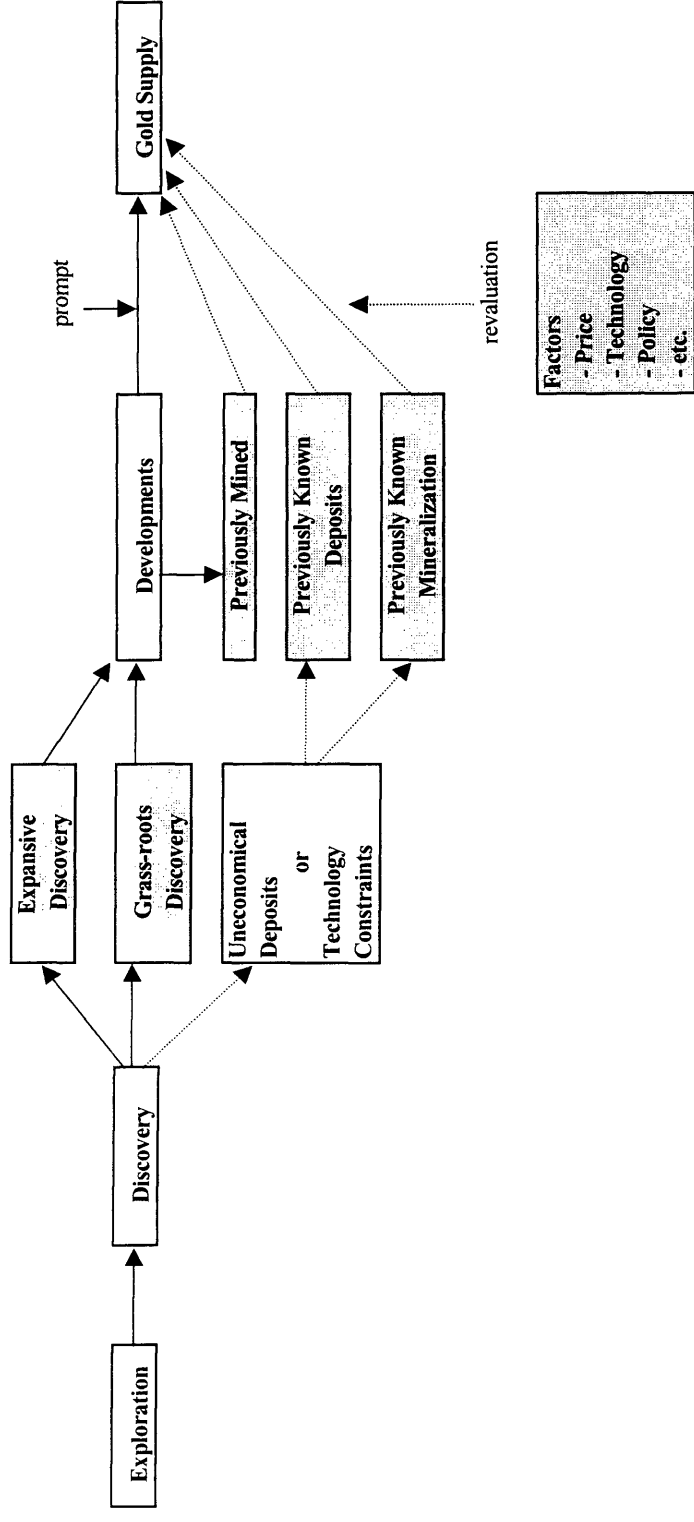 Exploration
Discovery
Expansive
Discovery
Grass-roots
Discovery
Uneconomical
Deposits
or
Technology
Constraints
Developments
Previously Mined
Previously Known
Deposits
Previously Known
Mineralization
prompt
Gold Supply
revaluation
Factors
- Price
- Technology
- Policy
- etc.